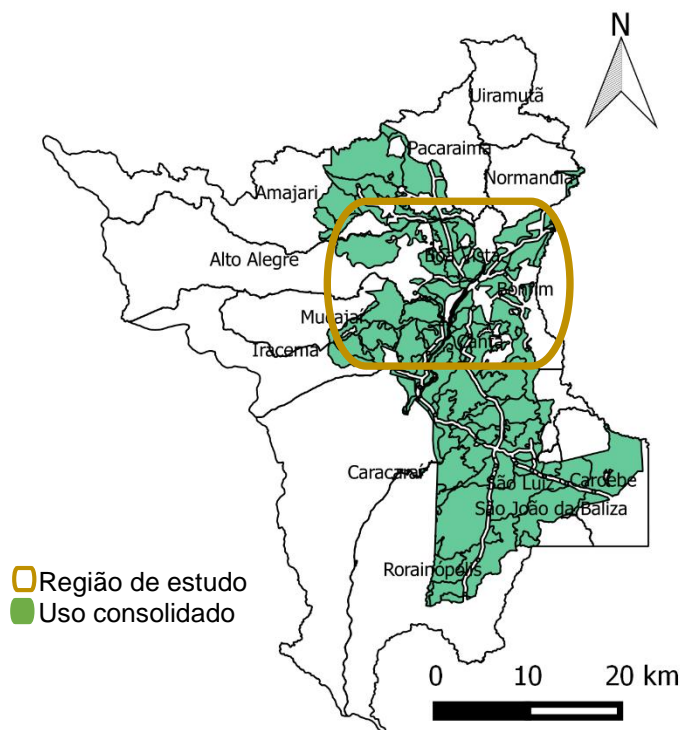 N
Uiramutã
Pacaraima
Normandia
Amajari
Alto Alegre
Boa Vista
Bonfim
Mucajaí
Iracema
Cantá
Caracaraí
São Luiz
Caroebe
São João da Baliza
Rorainópolis
Região de estudo
Uso consolidado
0 10 20 km